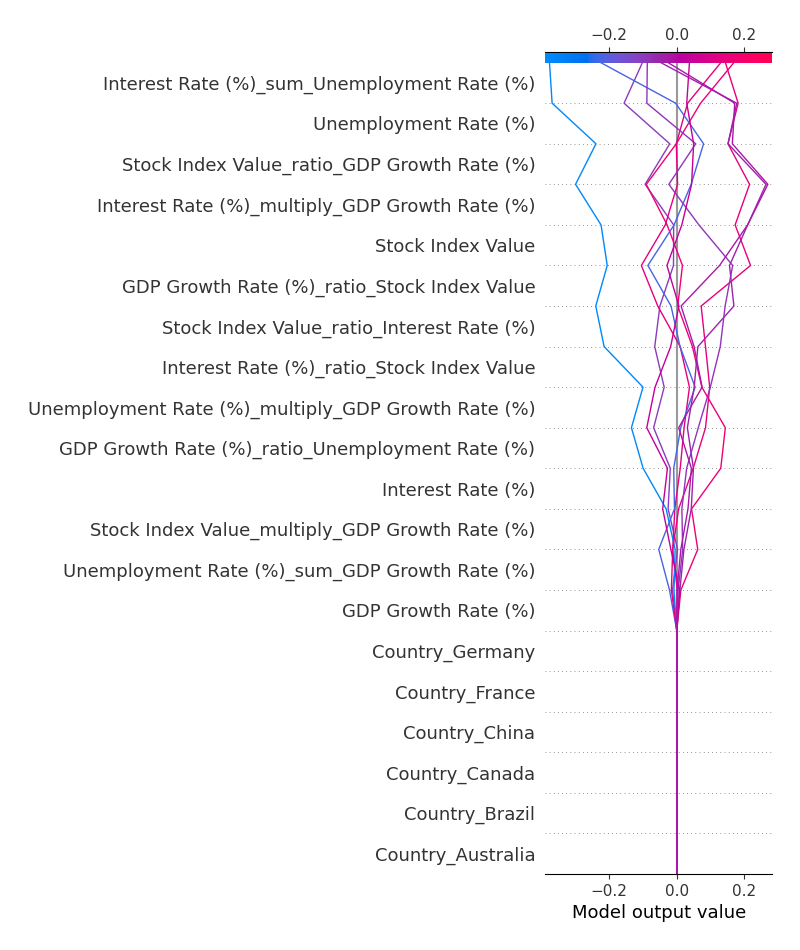 −0.2 0.0 0.2
Interest Rate (%)_sum_Unemployment Rate (%)
Unemployment Rate (%)
Stock Index Value_ratio_GDP Growth Rate (%)
Interest Rate (%)_multiply_GDP Growth Rate (%)
Stock Index Value
GDP Growth Rate (%)_ratio_Stock Index Value
Stock Index Value_ratio_Interest Rate (%)
Interest Rate (%)_ratio_Stock Index Value
Unemployment Rate (%)_multiply_GDP Growth Rate (%)
GDP Growth Rate (%)_ratio_Unemployment Rate (%)
Interest Rate (%)
Stock Index Value_multiply_GDP Growth Rate (%)
Unemployment Rate (%)_sum_GDP Growth Rate (%)
GDP Growth Rate (%)
Country_Germany
Country_France
Country_China
Country_Canada
Country_Brazil
Country_Australia
−0.2 0.0 0.2
Model output value